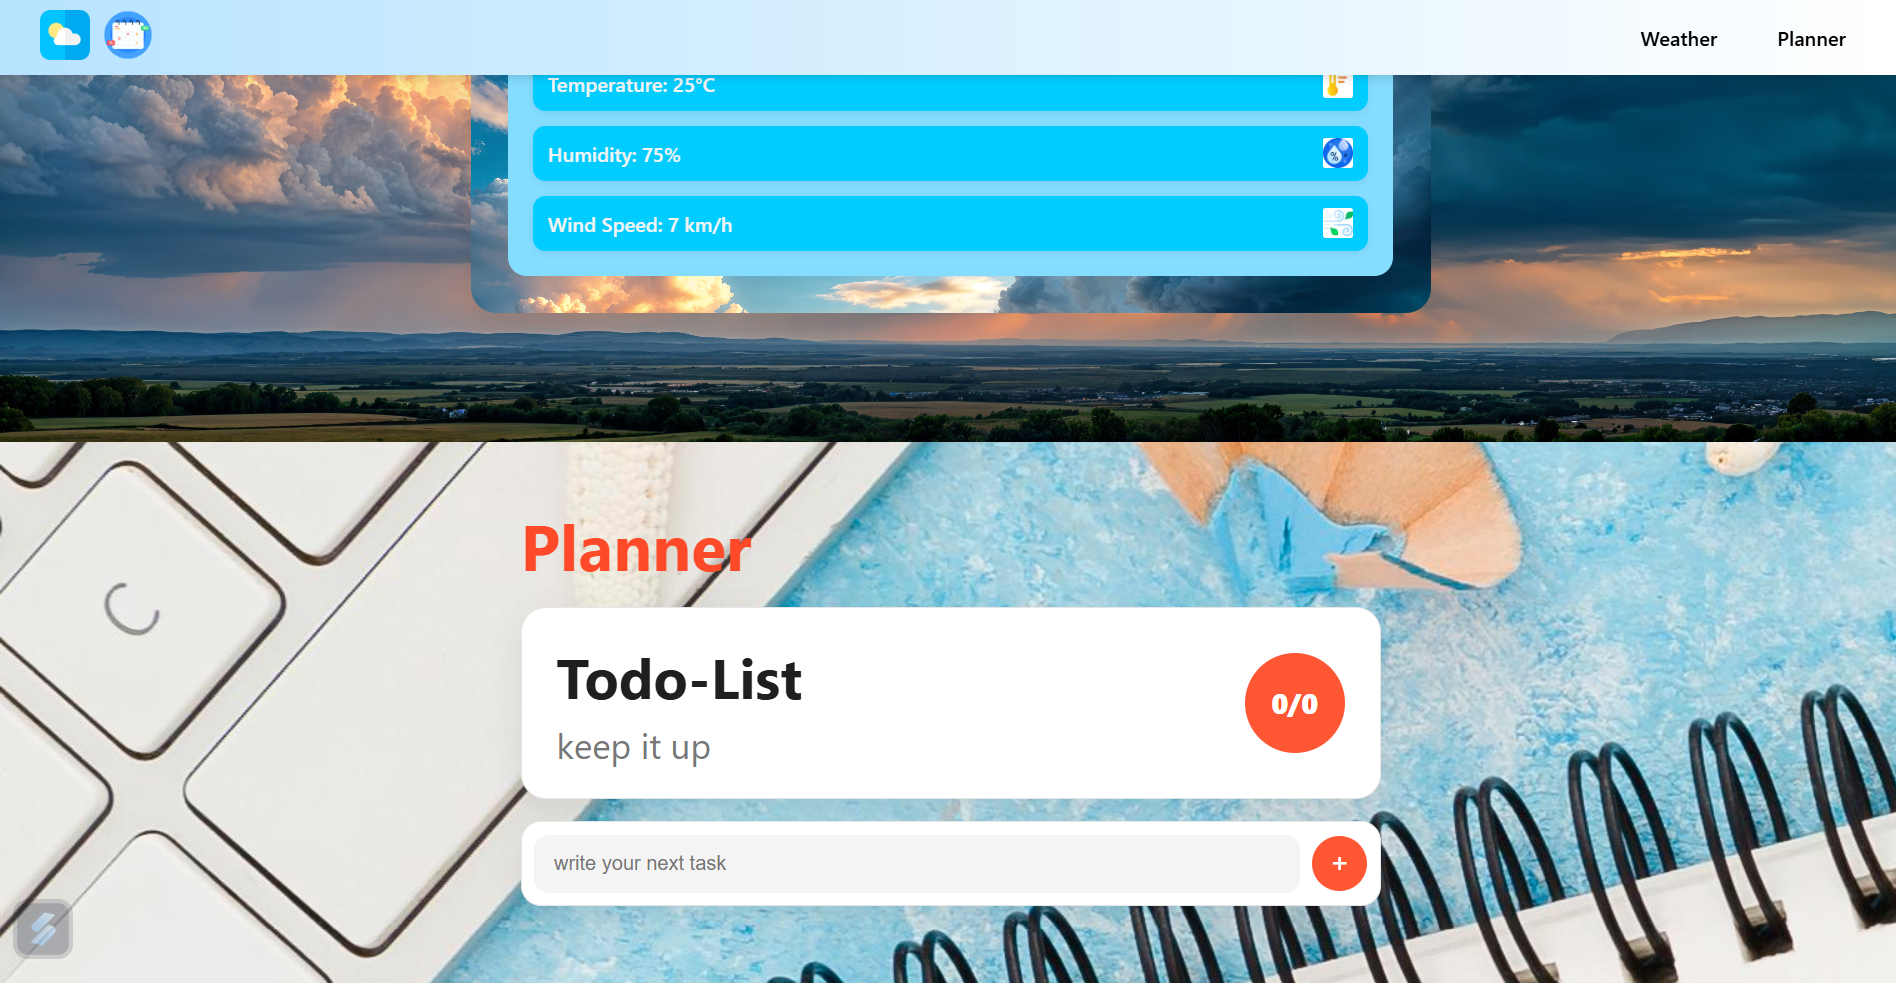 Weather Planner
Temperature: 25°C
Humidity: 75%
%
Wind Speed: 7 km/h
Planner
Todo-List
0/0
keep it up
write your next task
+